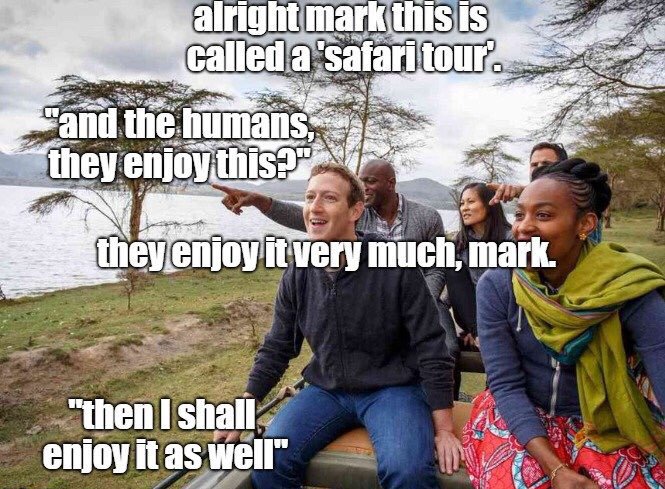 alright mark this is
called a 'safari tour'.
"and the humans,
they enjoy this?"
they enjoy it very much, mark.
"then I shall
enjoy it as well"